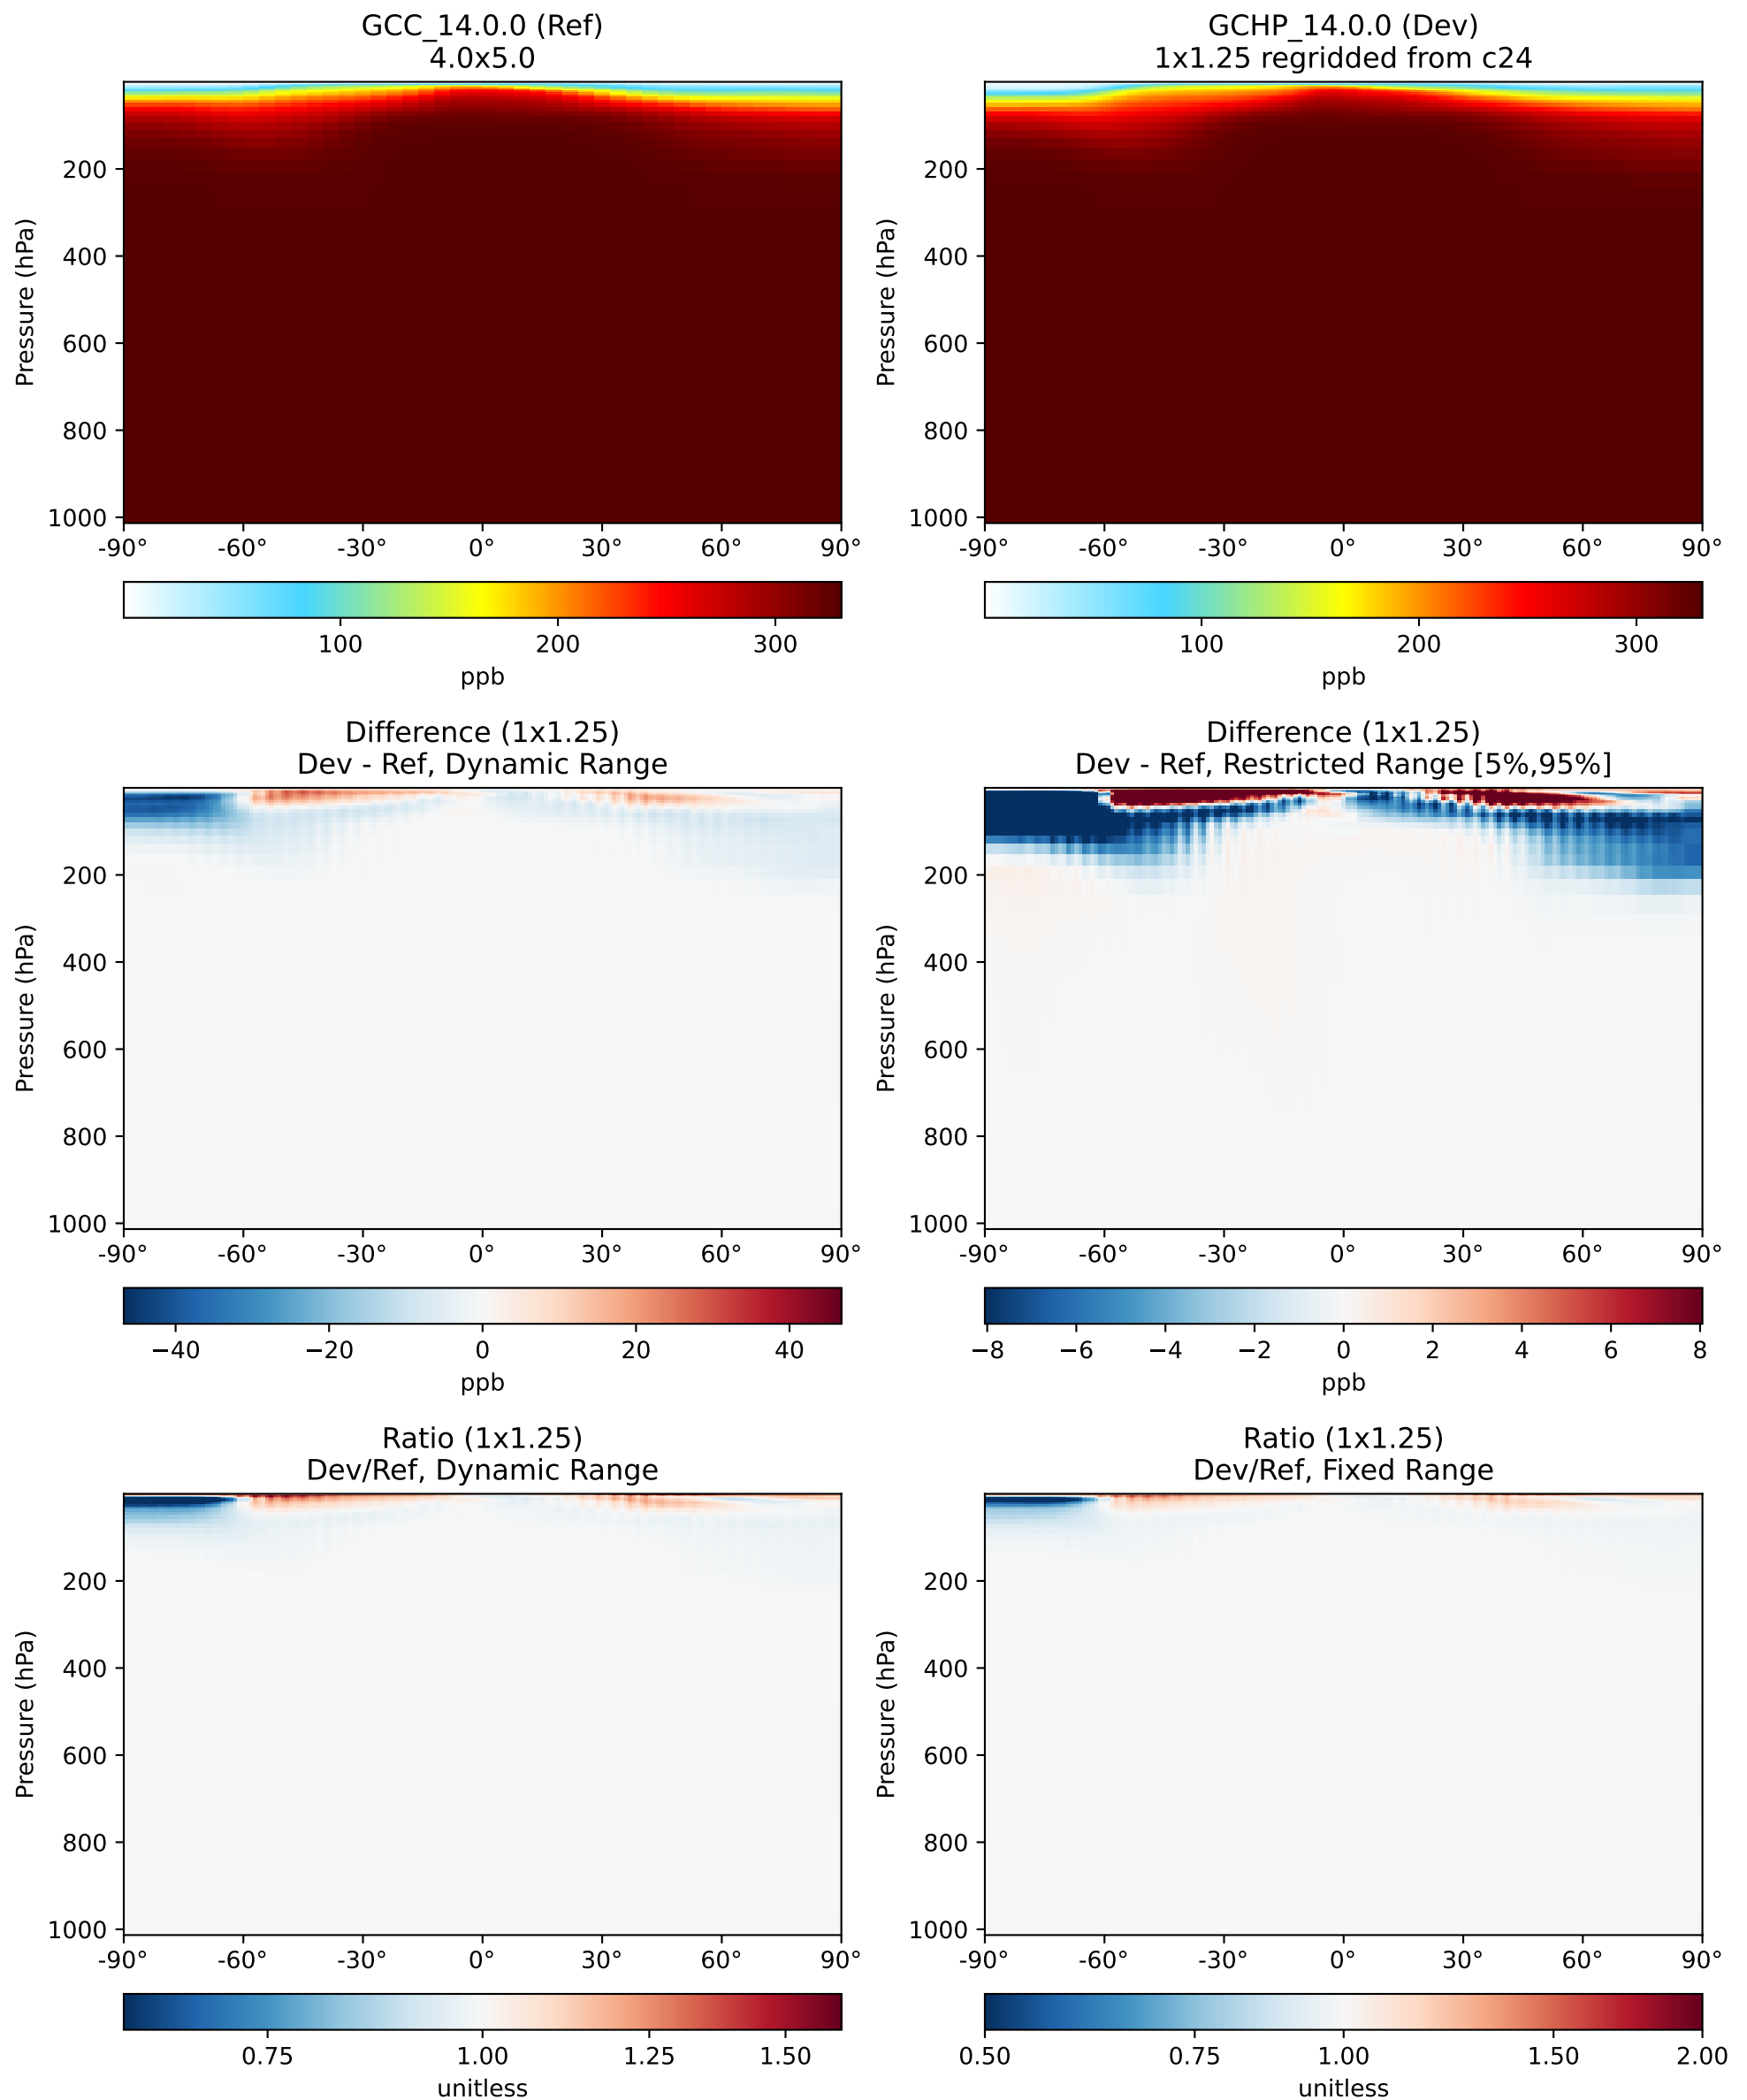 GCC_14.0.0 (Ref)
4.0x5.0
Pressure (hPa)
200
400
600
800
1000
-90° -60° -30° 0° 30° 60° 90°
100 200 300
ppb
GCHP_14.0.0 (Dev)
1x1.25 regridded from c24
Pressure (hPa)
200
400
600
800
1000
-90° -60° -30° 0° 30° 60° 90°
100 200 300
ppb
Difference (1x1.25)
Dev - Ref, Dynamic Range
Pressure (hPa)
200
400
600
800
1000
-90° -60° -30° 0° 30° 60° 90°
−40 −20 0 20 40
ppb
Difference (1x1.25)
Dev - Ref, Restricted Range [5%,95%]
Pressure (hPa)
200
400
600
800
1000
-90° -60° -30° 0° 30° 60° 90°
−8 −6 −4 −2 0 2 4 6 8
ppb
Ratio (1x1.25)
Dev/Ref, Dynamic Range
Pressure (hPa)
200
400
600
800
1000
-90° -60° -30° 0° 30° 60° 90°
0.75 1.00 1.25 1.50
unitless
Ratio (1x1.25)
Dev/Ref, Fixed Range
Pressure (hPa)
200
400
600
800
1000
-90° -60° -30° 0° 30° 60° 90°
0.50 0.75 1.00 1.50 2.00
unitless